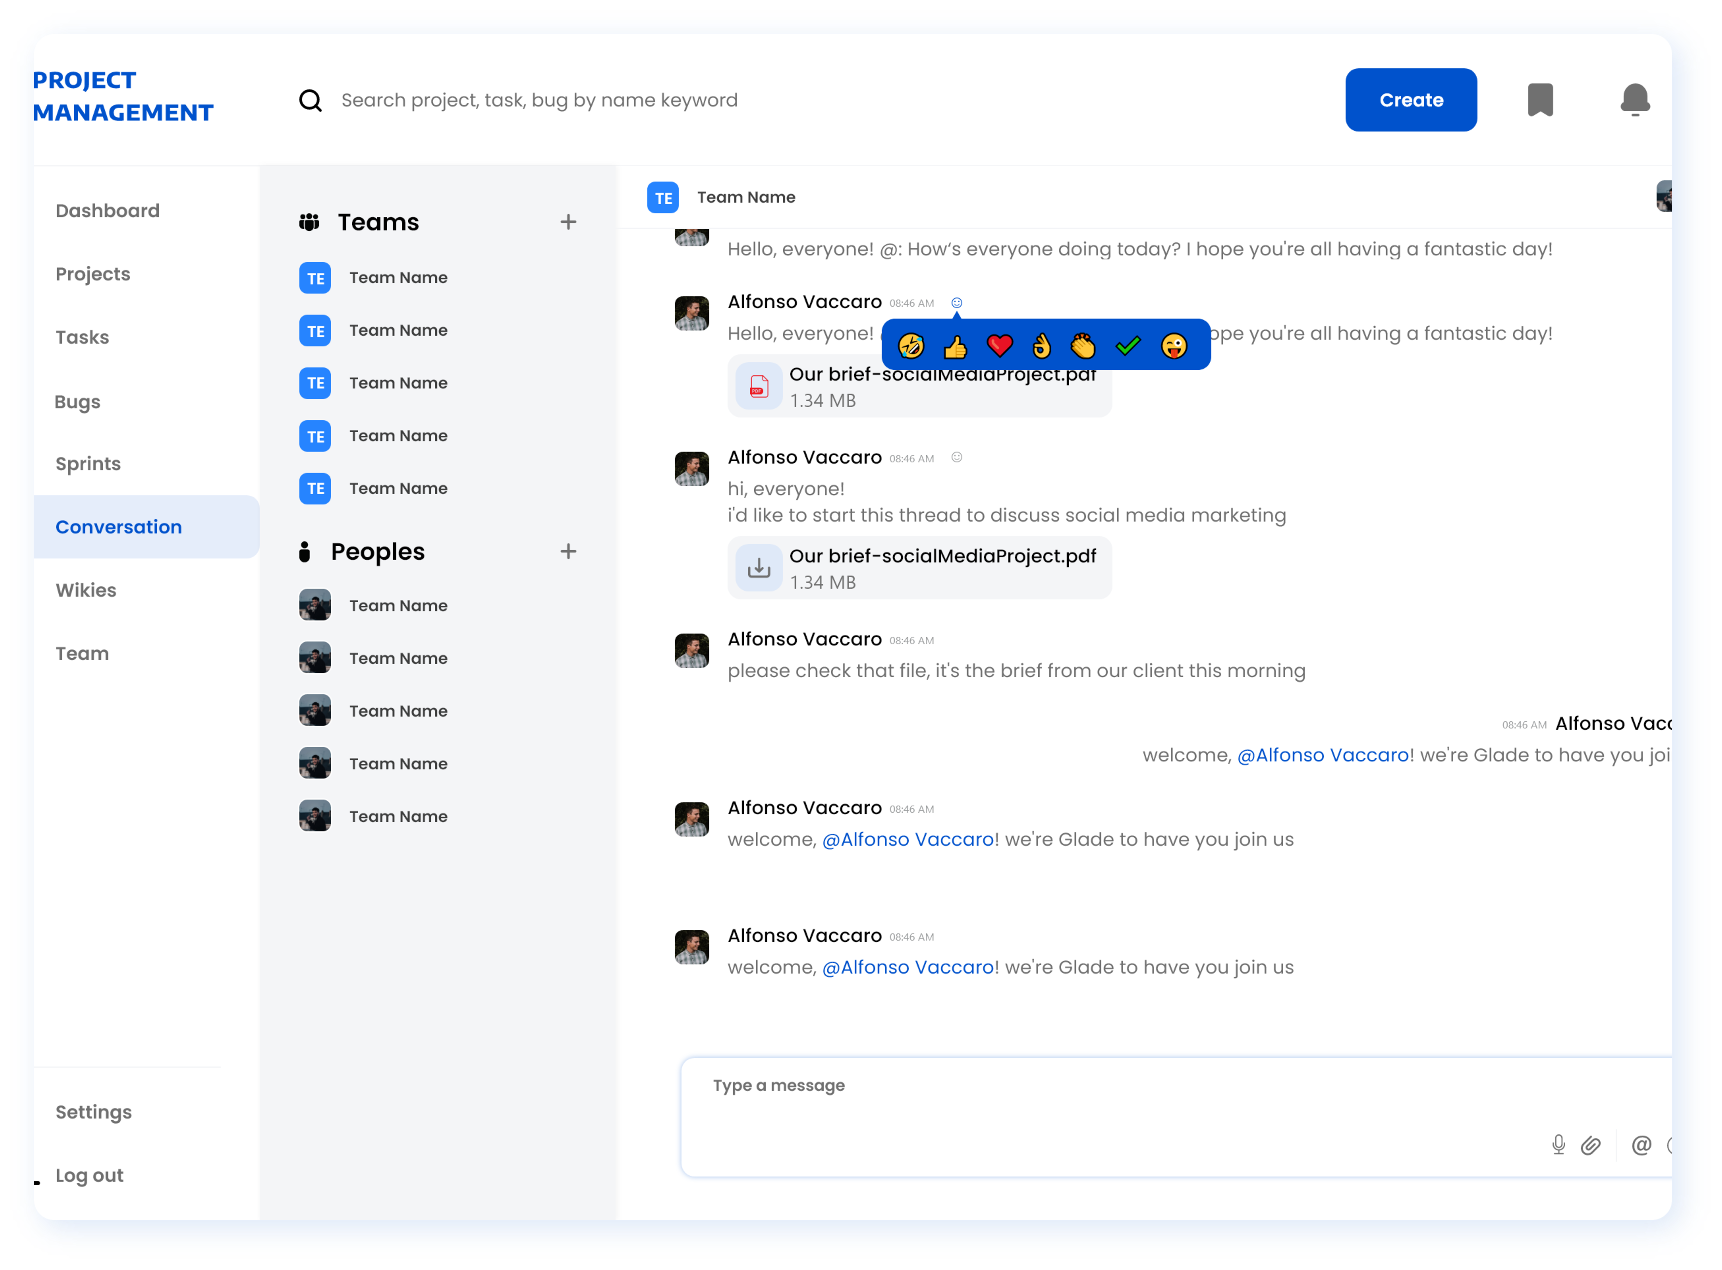 PROJECT
MANAGEMENT
Search project, task, bug by name keyword
Create
Dashboard
Projects
Tasks
Bugs
Sprints
Conversation
Wikies
Team
Settings
Log out
Teams
TE Team Name
TE Team Name
TE Team Name
TE Team Name
TE Team Name
Peoples
Team Name
Team Name
Team Name
Team Name
Team Name
TE Team Name
Hello, everyone! @: How‘s everyone doing today? I hope you're all having a fantastic day!
Alfonso Vaccaro 08:46 AM
Hello, everyone! ope you're all having a fantastic day!
PDF
Our brief-socialMediaProject.pdf
1.34 MB
Alfonso Vaccaro 08:46 AM
hi, everyone!
i'd like to start this thread to discuss social media marketing
Our brief-socialMediaProject.pdf
1.34 MB
Alfonso Vaccaro 08:46 AM
please check that file, it's the brief from our client this morning
08:46 AM Alfonso Vacc
welcome, @Alfonso Vaccaro! we're Glade to have you joi
Alfonso Vaccaro 08:46 AM
welcome, @Alfonso Vaccaro! we're Glade to have you join us
Alfonso Vaccaro 08:46 AM
welcome, @Alfonso Vaccaro! we're Glade to have you join us
Type a message
@